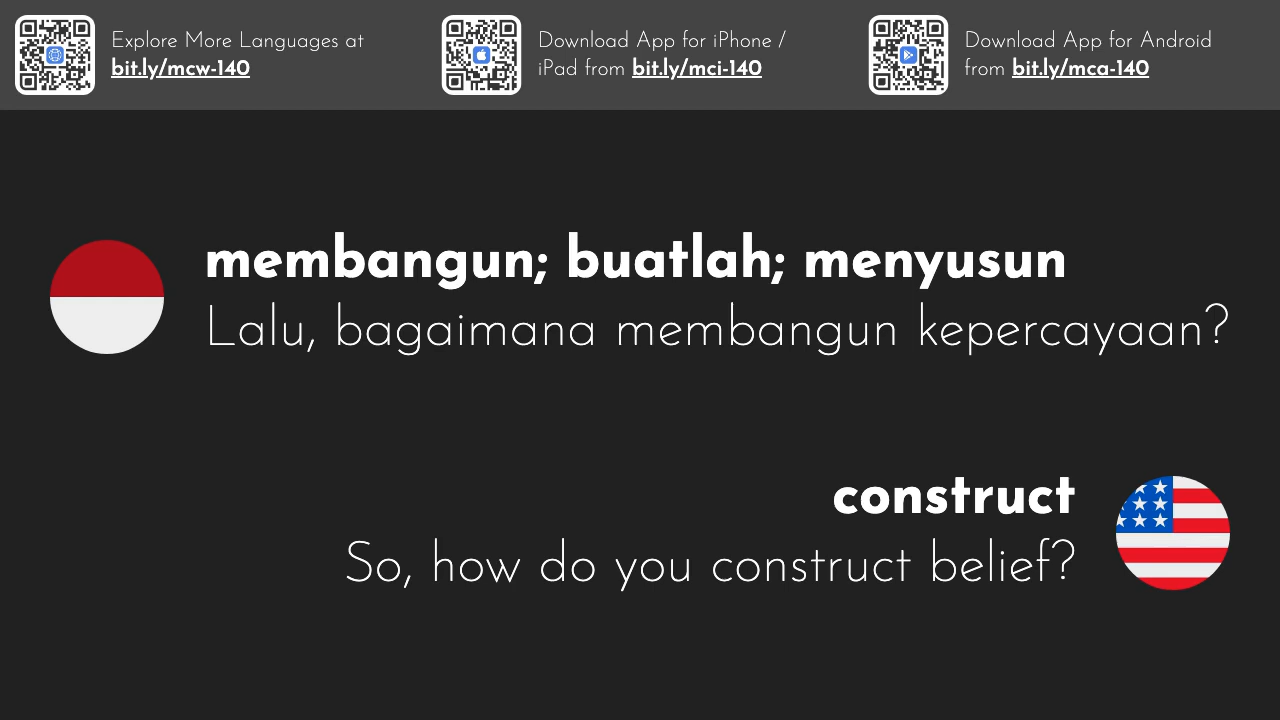 Explore More Languages at
bit.ly/mcw-140
Download App for iPhone /
iPad from bit.ly/mci-140
Download App for Android
from bit.ly/mca-140
membangun; buatlah; menyusun
Lalu, bagaimana membangun kepercayaan?
construct
So, how do you construct belief?